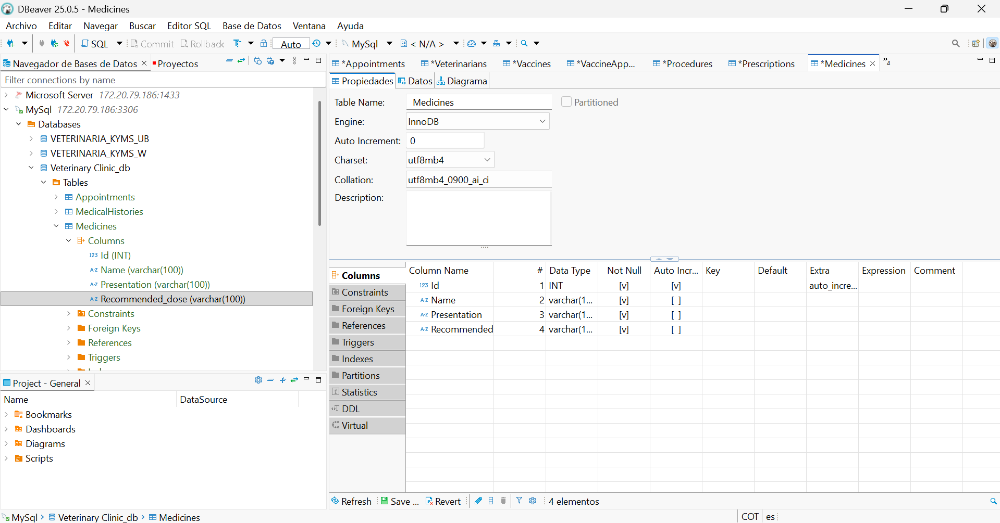 DBeaver 25.0.5 - Medicines
Archivo Editar Navegar Buscar Editor SQL Base de Datos Ventana Ayuda
SQL Commit Rollback Auto MySql < N/A >
Navegador de Bases de Datos Proyectos
Filter connections by name
Microsoft Server 172.20.79.186:1433
MySql 172.20.79.186:3306
Databases
VETERINARIA_KYMS_UB
VETERINARIA_KYMS_W
Veterinary Clinic_db
Tables
Appointments
MedicalHistories
Medicines
Columns
123 Id (INT)
A-Z Name (varchar(100))
A-Z Presentation (varchar(100))
A-Z Recommended_dose (varchar(100))
Constraints
Foreign Keys
References
Triggers
Project - General
Name DataSource
Bookmarks
Dashboards
Diagrams
Scripts
*Appointments *Veterinarians *Vaccines *VaccineApp... *Procedures *Prescriptions *Medicines »4
Propiedades Datos Diagrama
Table Name: Medicines Partitioned
Engine: InnoDB
Auto Increment: 0
Charset: utf8mb4
Collation: utf8mb4_0900_ai_ci
Description:
Columns
Constraints
Foreign Keys
References
Triggers
Indexes
Partitions
Statistics
DDL
Virtual
Column Name # Data Type Not Null Auto Incr... Key Default Extra Expression Comment
123 Id 1 INT [v] [v] auto_incre...
A-Z Name 2 varchar(1... [v] [ ]
A-Z Presentation 3 varchar(1... [v] [ ]
A-Z Recommended 4 varchar(1... [v] [ ]
Refresh Save ... Revert 4 elementos
MySql Veterinary Clinic_db Medicines
COT es